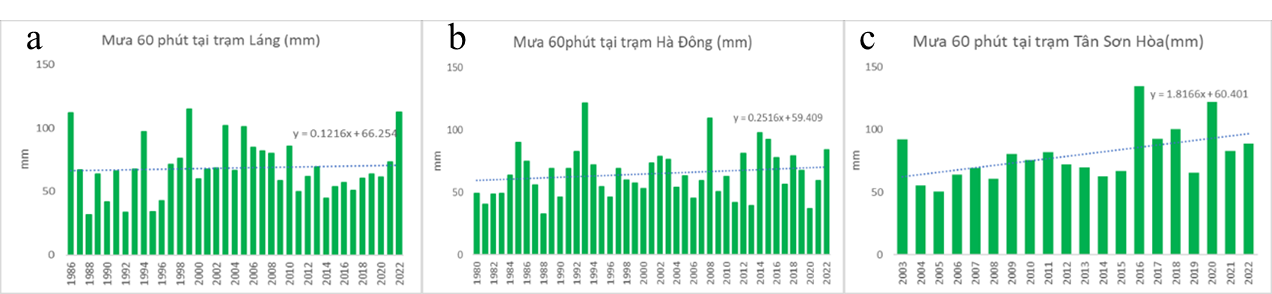 a
Mưa 60 phút tại trạm Láng (mm)
150
100
50
0
mm
y = 0.1216x + 66.254
1986 1988 1990 1992 1994 1996 1998 2000 2002 2004 2006 2008 2010 2012 2014 2016 2018 2020 2022
b
Mưa 60phút tại trạm Hà Đông (mm)
150
100
50
0
mm
y = 0.2516x + 59.409
1980 1982 1984 1986 1988 1990 1992 1994 1996 1998 2000 2002 2004 2006 2008 2010 2012 2014 2016 2018 2020 2022
c
Mưa 60 phút tại trạm Tân Sơn Hòa(mm)
150
100
50
0
mm
y = 1.8166x + 60.401
2003 2004 2005 2006 2007 2008 2009 2010 2011 2012 2013 2014 2015 2016 2017 2018 2019 2020 2021 2022